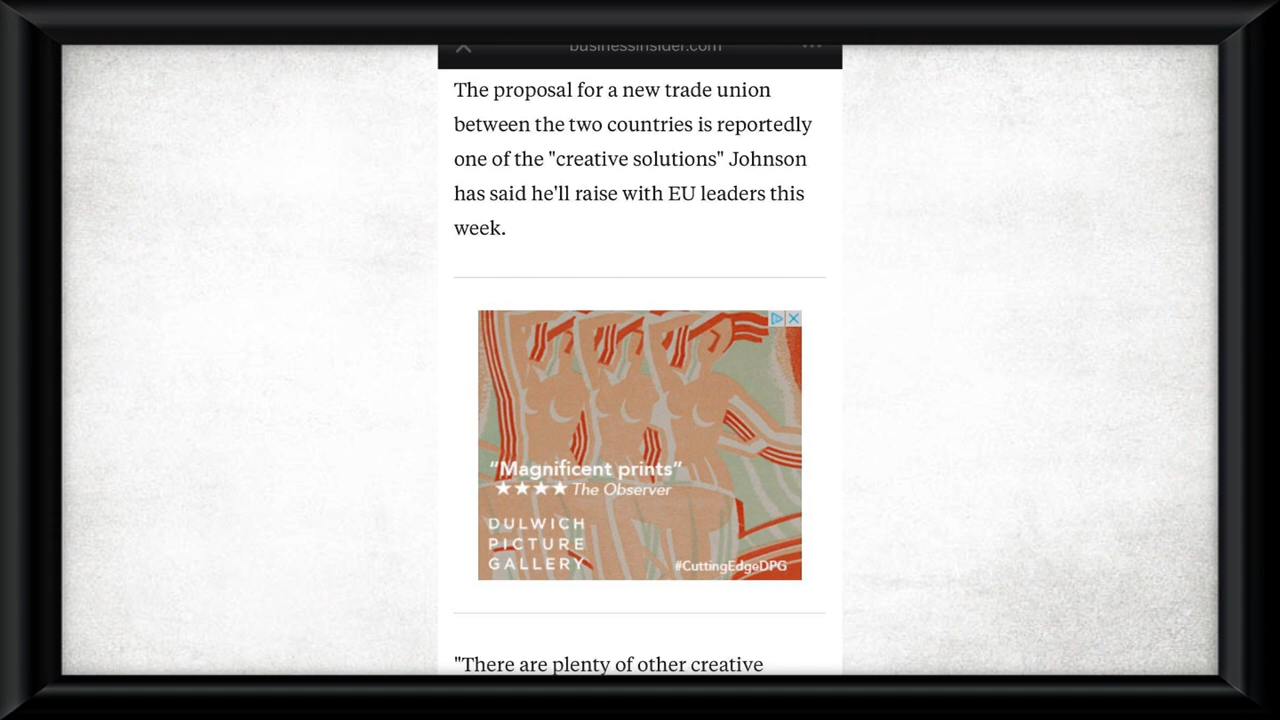 businessinsider.com
The proposal for a new trade union
between the two countries is reportedly
one of the "creative solutions" Johnson
has said he'll raise with EU leaders this
week.
“Magnificent prints”
★★★★ The Observer
DULWICH
PICTURE
GALLERY
#CuttingEdgeDPG
"There are plenty of other creative